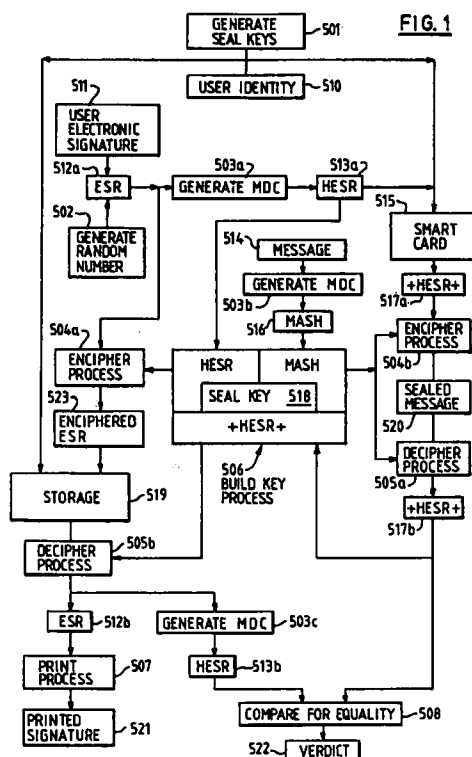 FIG. 1
GENERATE
SEAL KEYS
501
USER IDENTITY
510
511
USER
ELECTRONIC
SIGNATURE
512a
ESR
503a
GENERATE MDC
513a
HESR
502
GENERATE
RANDOM
NUMBER
515
SMART
CARD
514
MESSAGE
GENERATE MDC
503b
516
MASH
+HESR+
517a
504a
ENCIPHER
PROCESS
HESR
MASH
SEAL KEY
518
+HESR+
506
BUILD KEY
PROCESS
ENCIPHER
PROCESS
504b
523
ENCIPHERED
ESR
SEALED
MESSAGE
520
STORAGE
519
DECIPHER
PROCESS
505a
+HESR+
517b
DECIPHER
PROCESS
505b
ESR
512b
GENERATE MDC
503c
PRINT
PROCESS
507
HESR
513b
PRINTED
SIGNATURE
521
COMPARE FOR EQUALITY
508
522
VERDICT